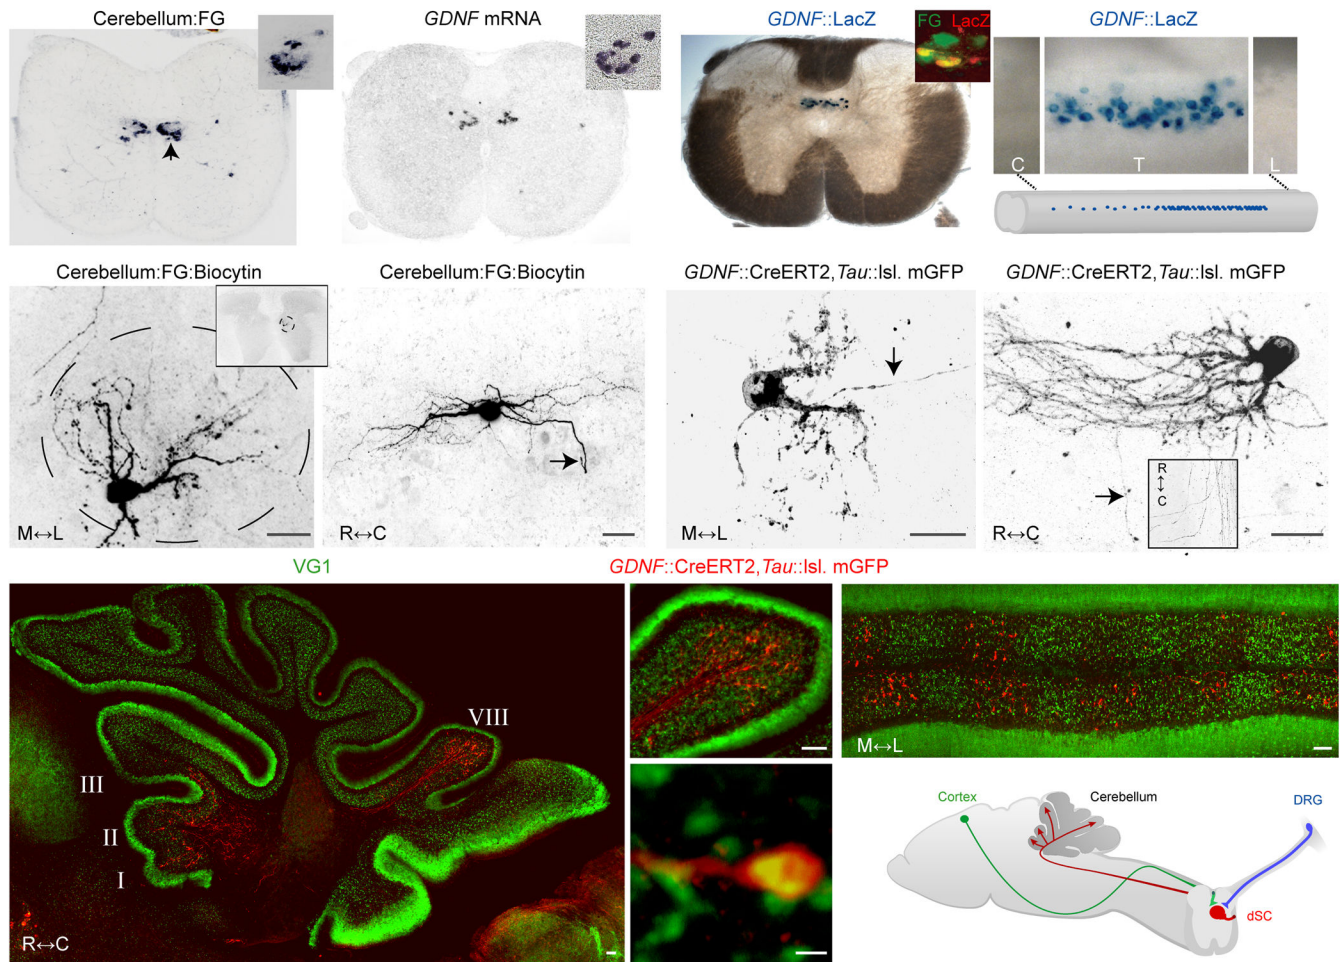 Cerebellum:FG
GDNF mRNA
GDNF::LacZ
FG LacZ
GDNF::LacZ
C
T
L
Cerebellum:FG:Biocytin
Cerebellum:FG:Biocytin
GDNF::CreERT2,Tau::lsl. mGFP
GDNF::CreERT2,Tau::lsl. mGFP
M↔L
R↔C
M↔L
R
↕
C
R↔C
VG1
GDNF::CreERT2,Tau::lsl. mGFP
VIII
III
II
I
R↔C
M↔L
Cortex
Cerebellum
DRG
dSC